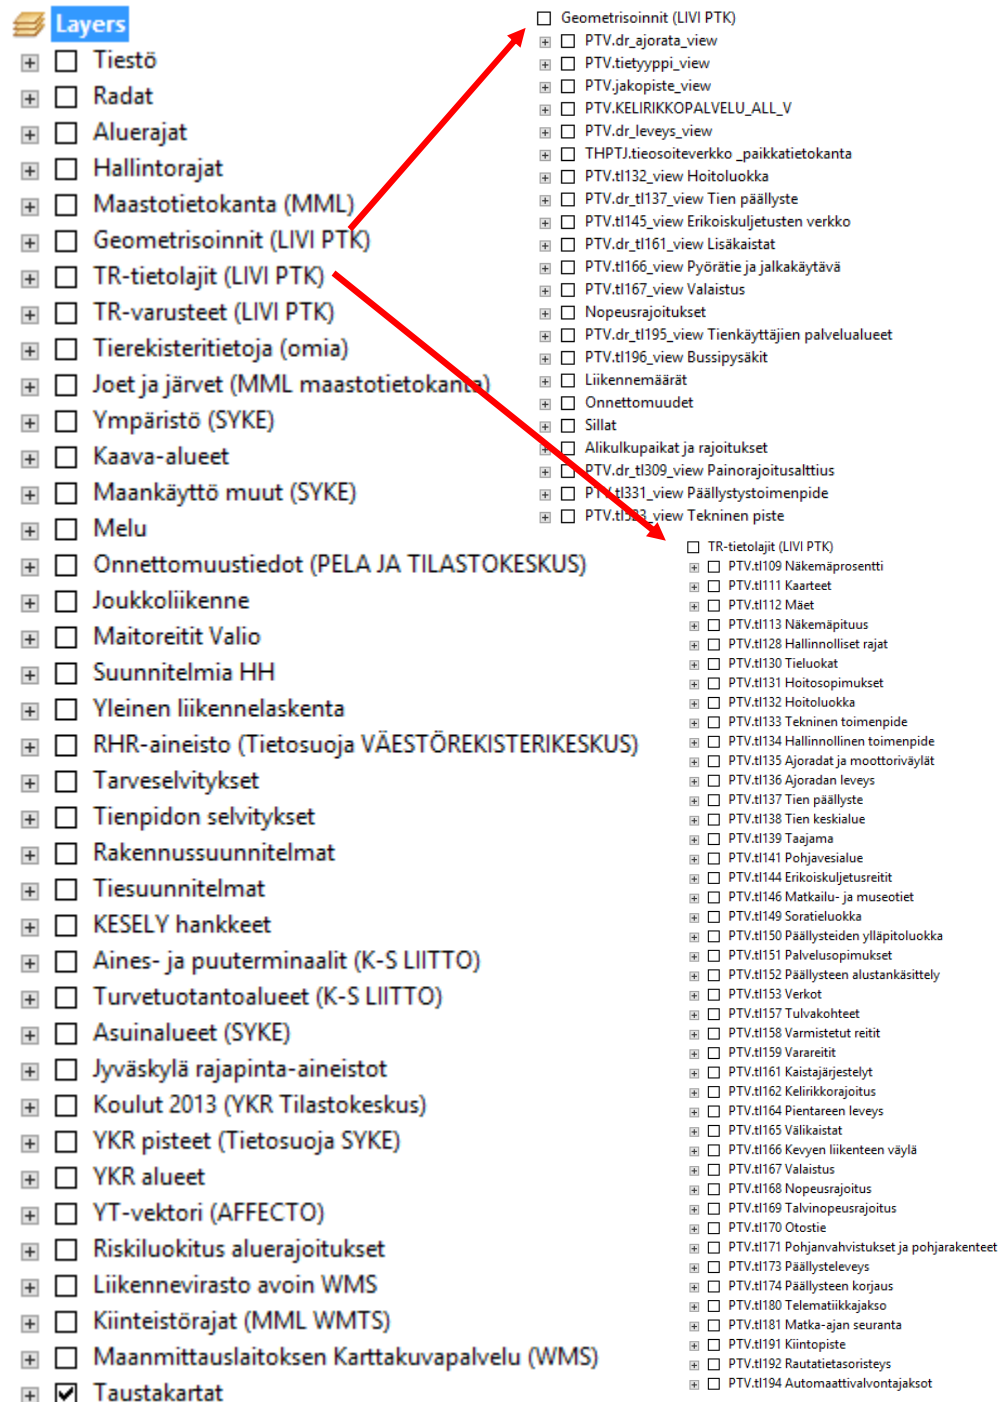 Layers
Tiestö
Radat
Aluerajat
Hallintorajat
Maastotietokanta (MML)
Geometrisoinnit (LIVI PTK)
TR-tietolajit (LIVI PTK)
TR-varusteet (LIVI PTK)
Tierekisteritietoja (omia)
Joet ja järvet (MML maastotietokanta)
Ympäristö (SYKE)
Kaava-alueet
Maankäyttö muut (SYKE)
Melu
Onnettomuustiedot (PELA JA TILASTOKESKUS)
Joukkoliikenne
Maitoreitit Valio
Suunnitelmia HH
Yleinen liikennelaskenta
RHR-aineisto (Tietosuoja VÄESTÖREKISTERIKESKUS)
Tarveselvitykset
Tienpidon selvitykset
Rakennussuunnitelmat
Tiesuunnitelmat
KESELY hankkeet
Aines- ja puuterminaalit (K-S LIITTO)
Turvetuotantoalueet (K-S LIITTO)
Asuinalueet (SYKE)
Jyväskylä rajapinta-aineistot
Koulut 2013 (YKR Tilastokeskus)
YKR pisteet (Tietosuoja SYKE)
YKR alueet
YT-vektori (AFFECTO)
Riskiluokitus aluerajoitukset
Liikennevirasto avoin WMS
Kiinteistörajat (MML WMTS)
Maanmittauslaitoksen Karttakuvapalvelu (WMS)
Taustakartat
Geometrisoinnit (LIVI PTK)
PTV.dr_ajorata_view
PTV.tietyyppi_view
PTV.jakopiste_view
PTV.KELIRIKKOPALVELU_ALL_V
PTV.dr_leveys_view
THPTJ.tieosoiteverkko _paikkatietokanta
PTV.tl132_view Hoitoluokka
PTV.dr_tl137_view Tien päällyste
PTV.tl145_view Erikoiskuljetusten verkko
PTV.dr_tl161_view Lisäkaistat
PTV.tl166_view Pyörätie ja jalkakäytävä
PTV.tl167_view Valaistus
Nopeusrajoitukset
PTV.dr_tl195_view Tienkäyttäjien palvelualueet
PTV.tl196_view Bussipysäkit
Liikennemäärät
Onnettomuudet
Sillat
Alikulkupaikat ja rajoitukset
PTV.dr_tl309_view Painorajoitusalttius
PTV.tl331_view Päällystystoimenpide
PTV.tl523_view Tekninen piste
TR-tietolajit (LIVI PTK)
PTV.tl109 Näkemäprosentti
PTV.tl111 Kaarteet
PTV.tl112 Mäet
PTV.tl113 Näkemäpituus
PTV.tl128 Hallinnolliset rajat
PTV.tl130 Tieluokat
PTV.tl131 Hoitosopimukset
PTV.tl132 Hoitoluokka
PTV.tl133 Tekninen toimenpide
PTV.tl134 Hallinnollinen toimenpide
PTV.tl135 Ajoradat ja moottoriväylät
PTV.tl136 Ajoradan leveys
PTV.tl137 Tien päällyste
PTV.tl138 Tien keskialue
PTV.tl139 Taajama
PTV.tl141 Pohjavesialue
PTV.tl144 Erikoiskuljetusreitit
PTV.tl146 Matkailu- ja museotiet
PTV.tl149 Soratieluokka
PTV.tl150 Päällysteiden ylläpitoluokka
PTV.tl151 Palvelusopimukset
PTV.tl152 Päällysteen alustankäsittely
PTV.tl153 Verkot
PTV.tl157 Tulvakohteet
PTV.tl158 Varmistetut reitit
PTV.tl159 Varareitit
PTV.tl161 Kaistajärjestelyt
PTV.tl162 Kelirikkorajoitus
PTV.tl164 Pientareen leveys
PTV.tl165 Välikaistat
PTV.tl166 Kevyen liikenteen väylä
PTV.tl167 Valaistus
PTV.tl168 Nopeusrajoitus
PTV.tl169 Talvinopeusrajoitus
PTV.tl170 Otostie
PTV.tl171 Pohjanvahvistukset ja pohjarakenteet
PTV.tl173 Päällysteleveys
PTV.tl174 Päällysteen korjaus
PTV.tl180 Telematiikkajakso
PTV.tl181 Matka-ajan seuranta
PTV.tl191 Kiintopiste
PTV.tl192 Rautatietasoristeys
PTV.tl194 Automaattivalvontajaksot